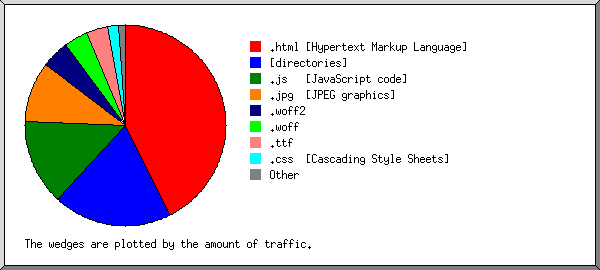 .html [Hypertext Markup Language]
[directories]
.js [JavaScript code]
.jpg [JPEG graphics]
.woff2
.woff
.ttf
.css [Cascading Style Sheets]
Other
The wedges are plotted by the amount of traffic.